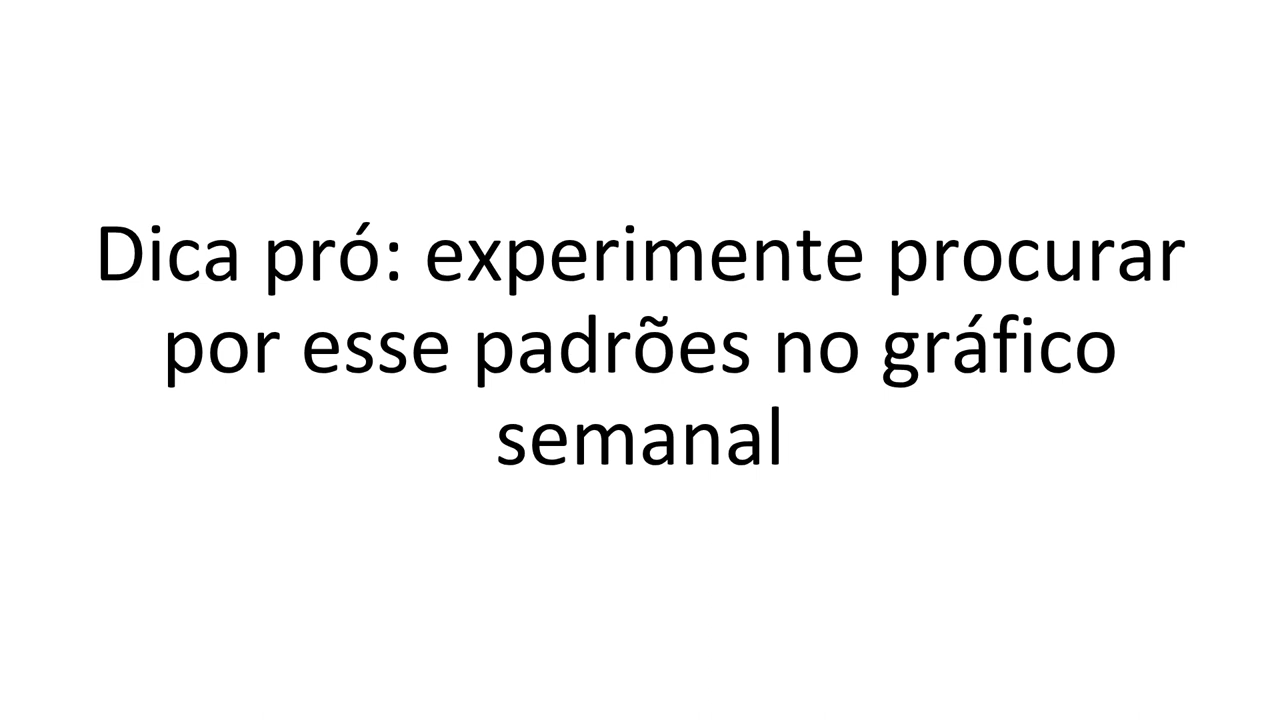 Dica pró: experimente procurar
por esse padrões no gráfico
semanal